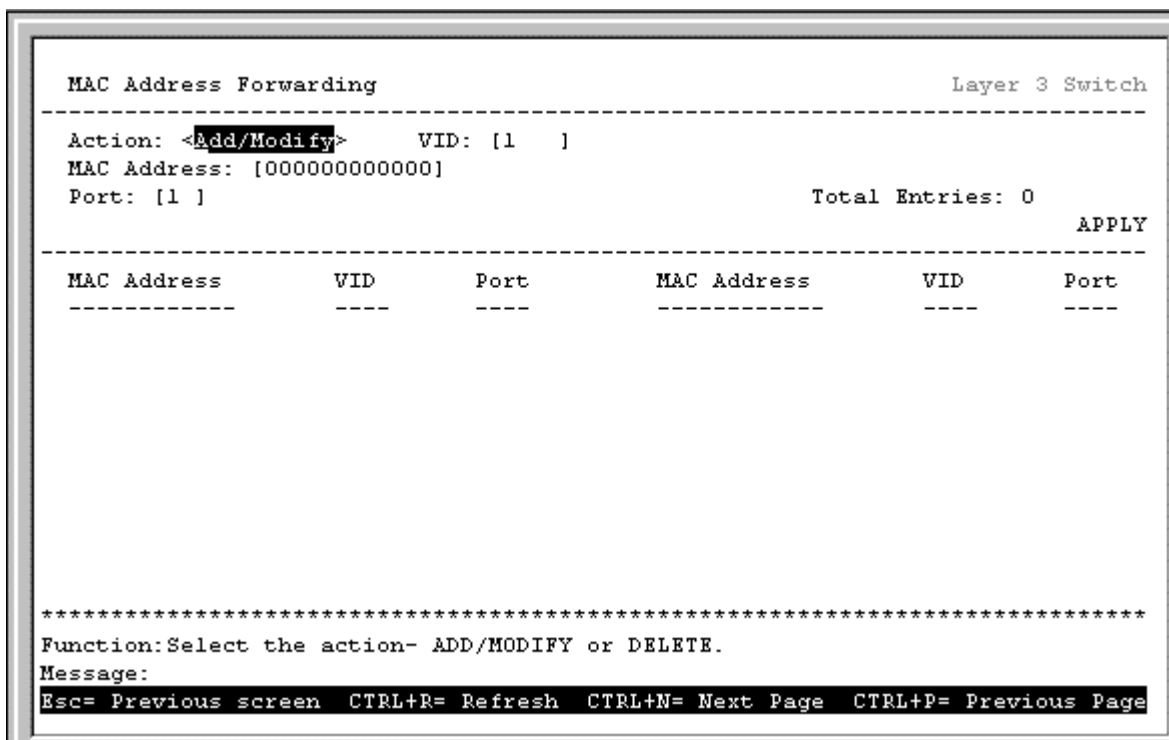 MAC Address Forwarding Layer 3 Switch
--------------------------------------------------------------------------------
Action: <Add/Modify> VID: [1   ]
MAC Address: [000000000000]
Port: [1 ] Total Entries: 0
APPLY
--------------------------------------------------------------------------------
MAC Address VID Port MAC Address VID Port
------------ ---- ---- ------------ ---- ----
********************************************************************************
Function:Select the action- ADD/MODIFY or DELETE.
Message:
Esc= Previous screen CTRL+R= Refresh CTRL+N= Next Page CTRL+P= Previous Page